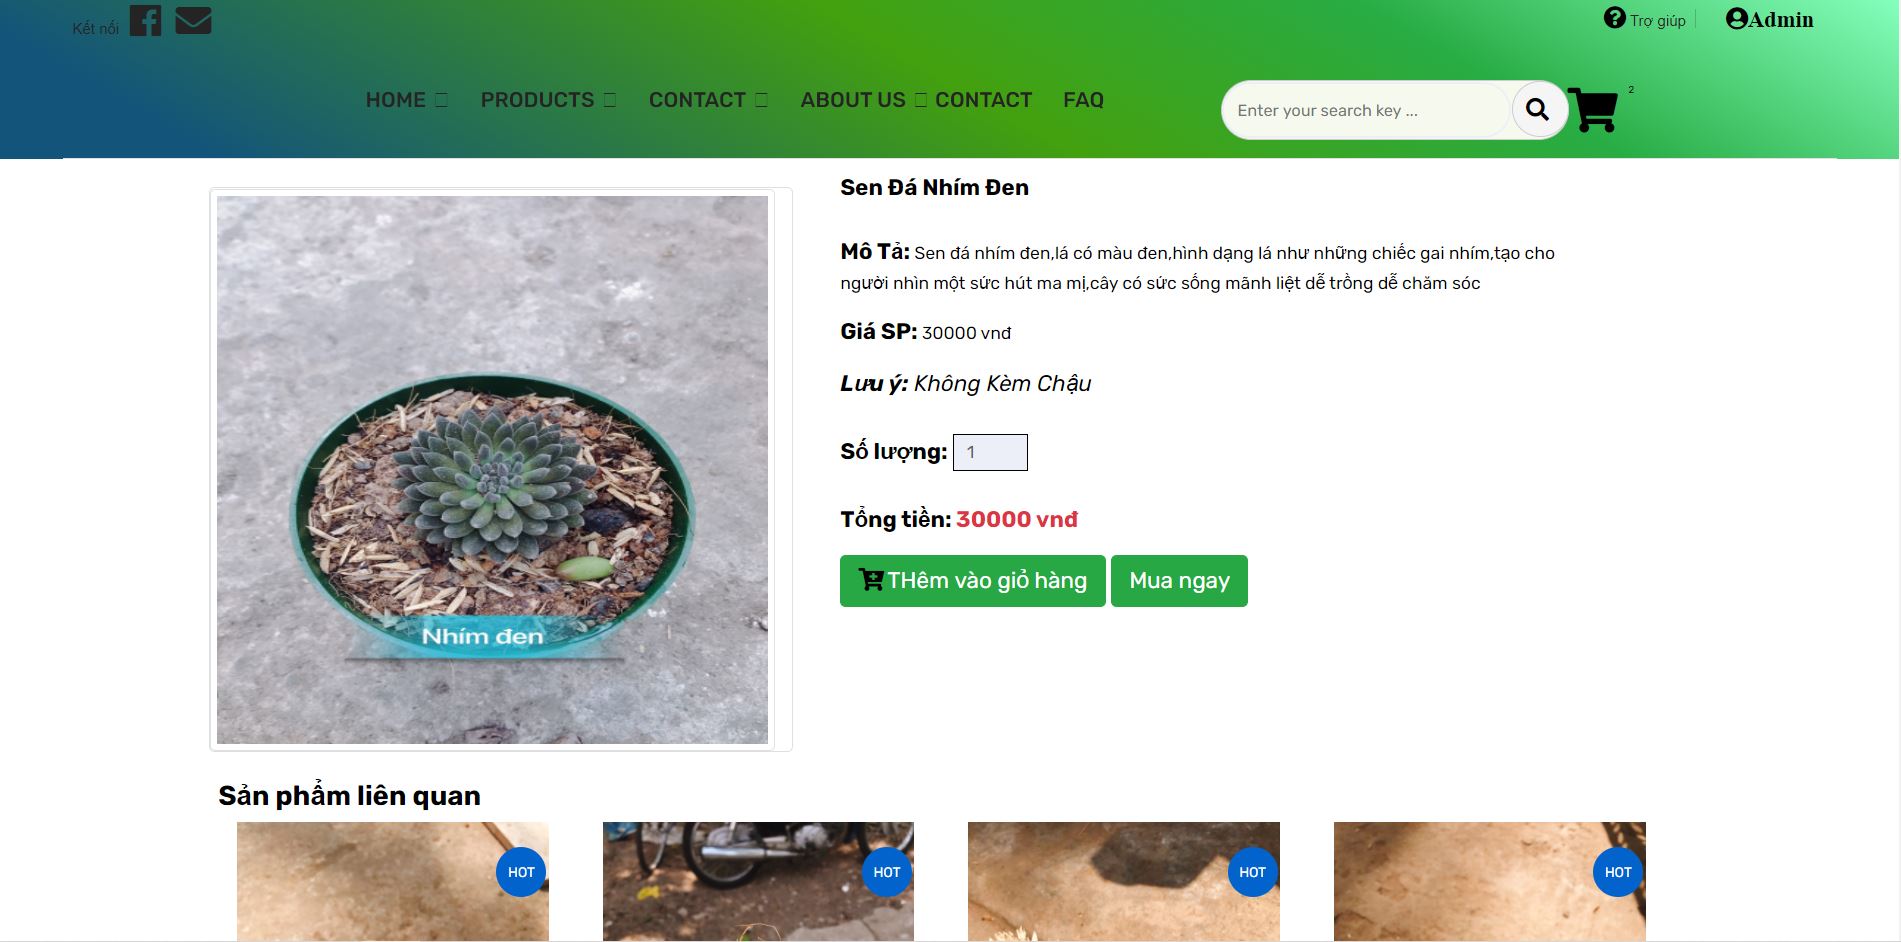 Kết nối
Trợ giúp
Admin
HOME
PRODUCTS
CONTACT
ABOUT US
CONTACT
FAQ
Enter your search key ...
2
Sen Đá Nhím Đen
Mô Tả: Sen đá nhím đen,lá có màu đen,hình dạng lá như những chiếc gai nhím,tạo cho
người nhìn một sức hút ma mị,cây có sức sống mãnh liệt dễ trồng dễ chăm sóc
Giá SP: 30000 vnđ
Lưu ý: Không Kèm Chậu
Số lượng: 1
Tổng tiền: 30000 vnđ
THêm vào giỏ hàng
Mua ngay
Nhím đen
Sản phẩm liên quan
HOT
HOT
HOT
HOT